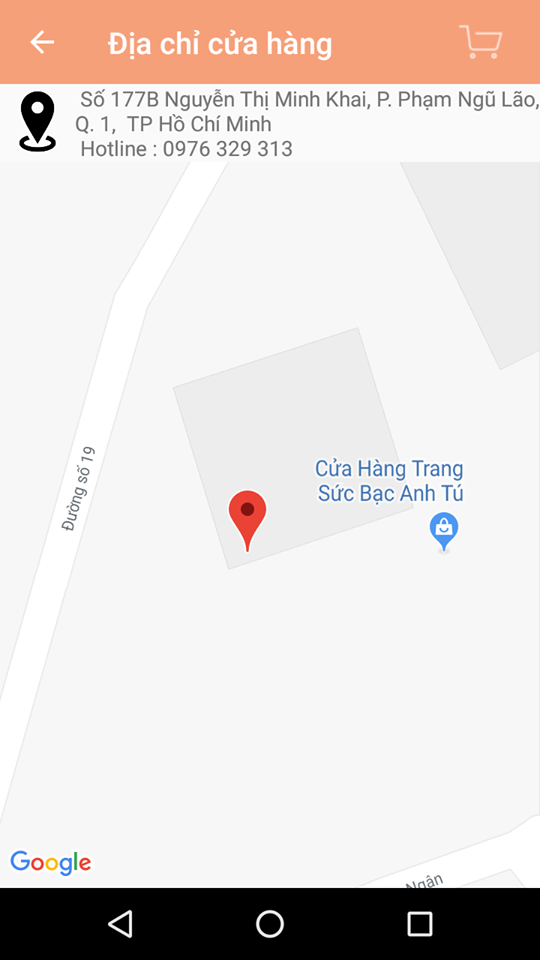 Địa chỉ cửa hàng
Số 177B Nguyễn Thị Minh Khai, P. Phạm Ngũ Lão,
Q. 1, TP Hồ Chí Minh
Hotline : 0976 329 313
Đường số 19
Cửa Hàng Trang
Sức Bạc Anh Tú
Google
Ngân